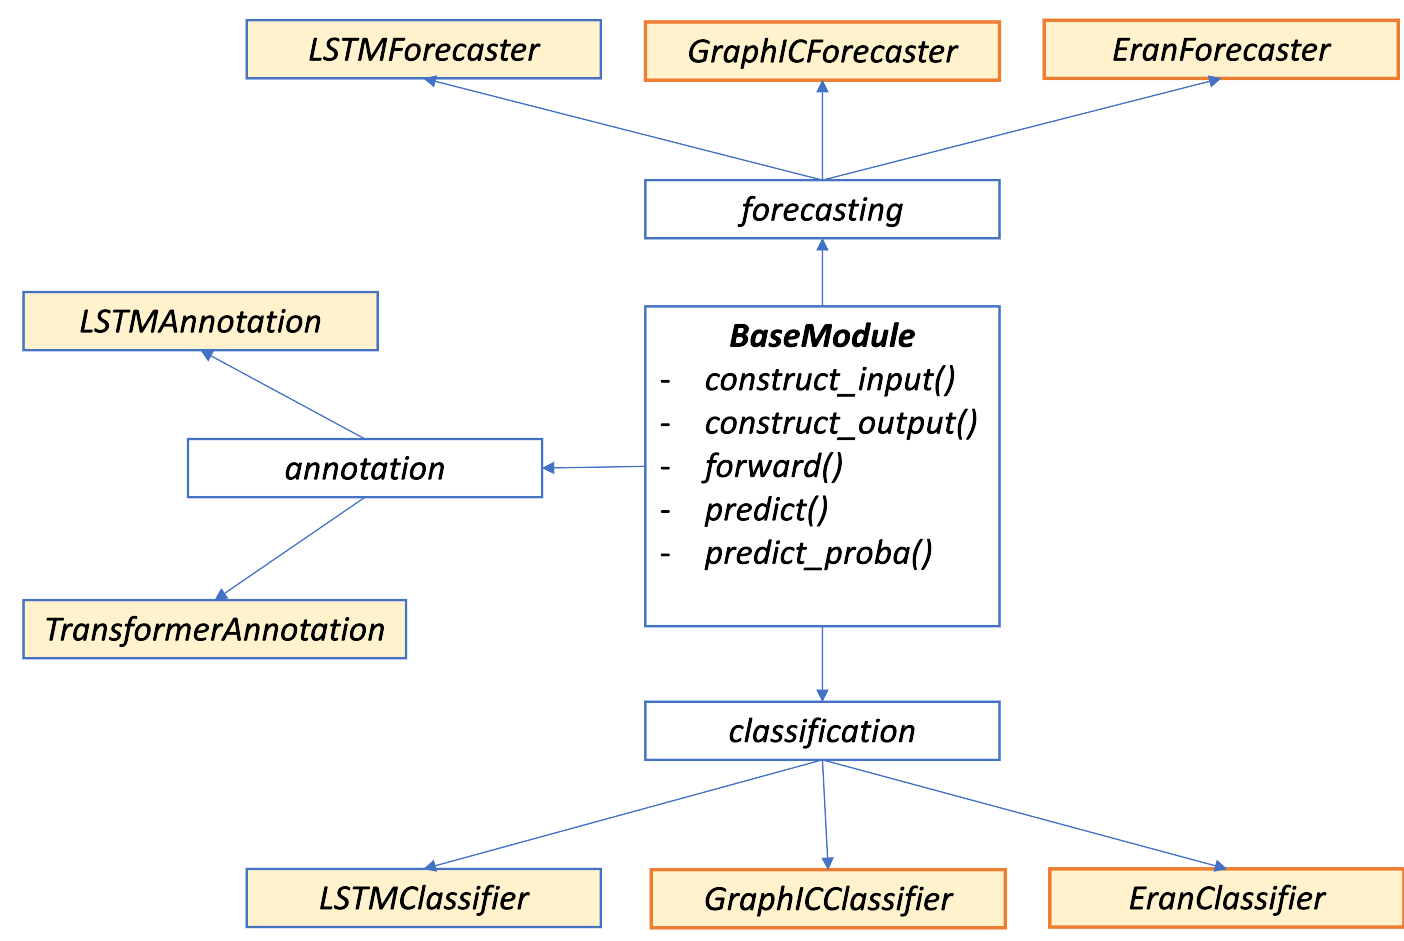 LSTMForecaster
GraphICForecaster
EranForecaster
forecasting
LSTMAnnotation
BaseModule
- construct_input()
- construct_output()
- forward()
- predict()
- predict_proba()
annotation
TransformerAnnotation
classification
LSTMClassifier
GraphICClassifier
EranClassifier